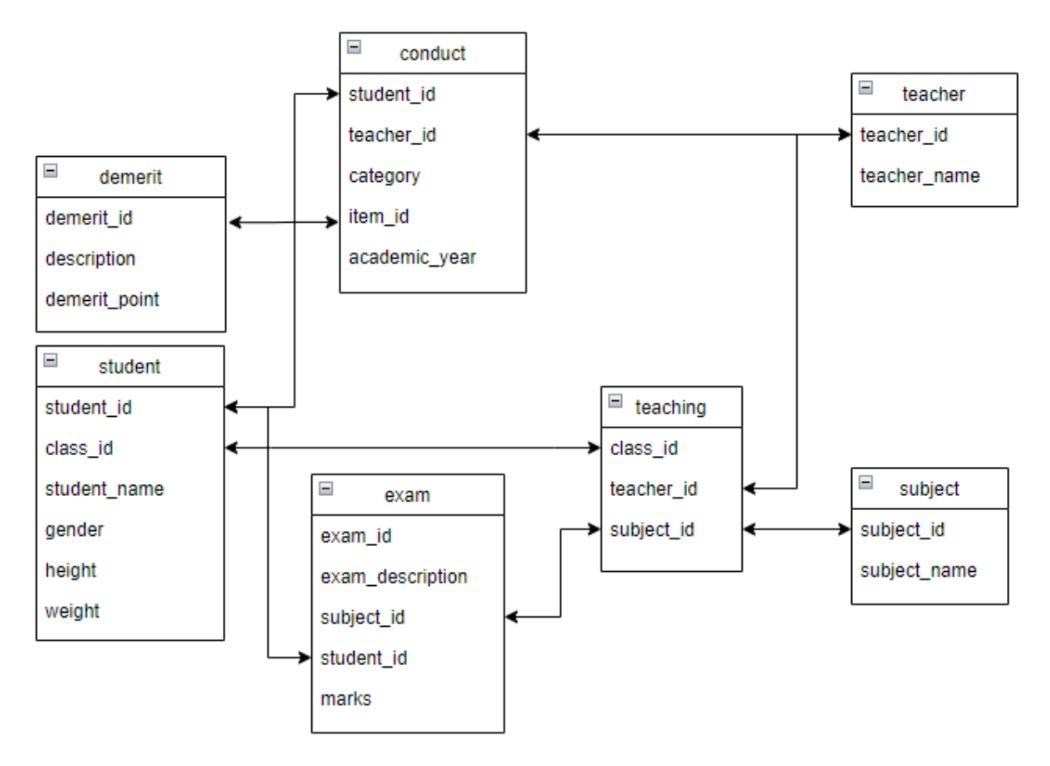 conduct
student_id
teacher_id
category
item_id
academic_year
teacher
teacher_id
teacher_name
demerit
demerit_id
description
demerit_point
student
student_id
class_id
student_name
gender
height
weight
exam
exam_id
exam_description
subject_id
student_id
marks
teaching
class_id
teacher_id
subject_id
subject
subject_id
subject_name